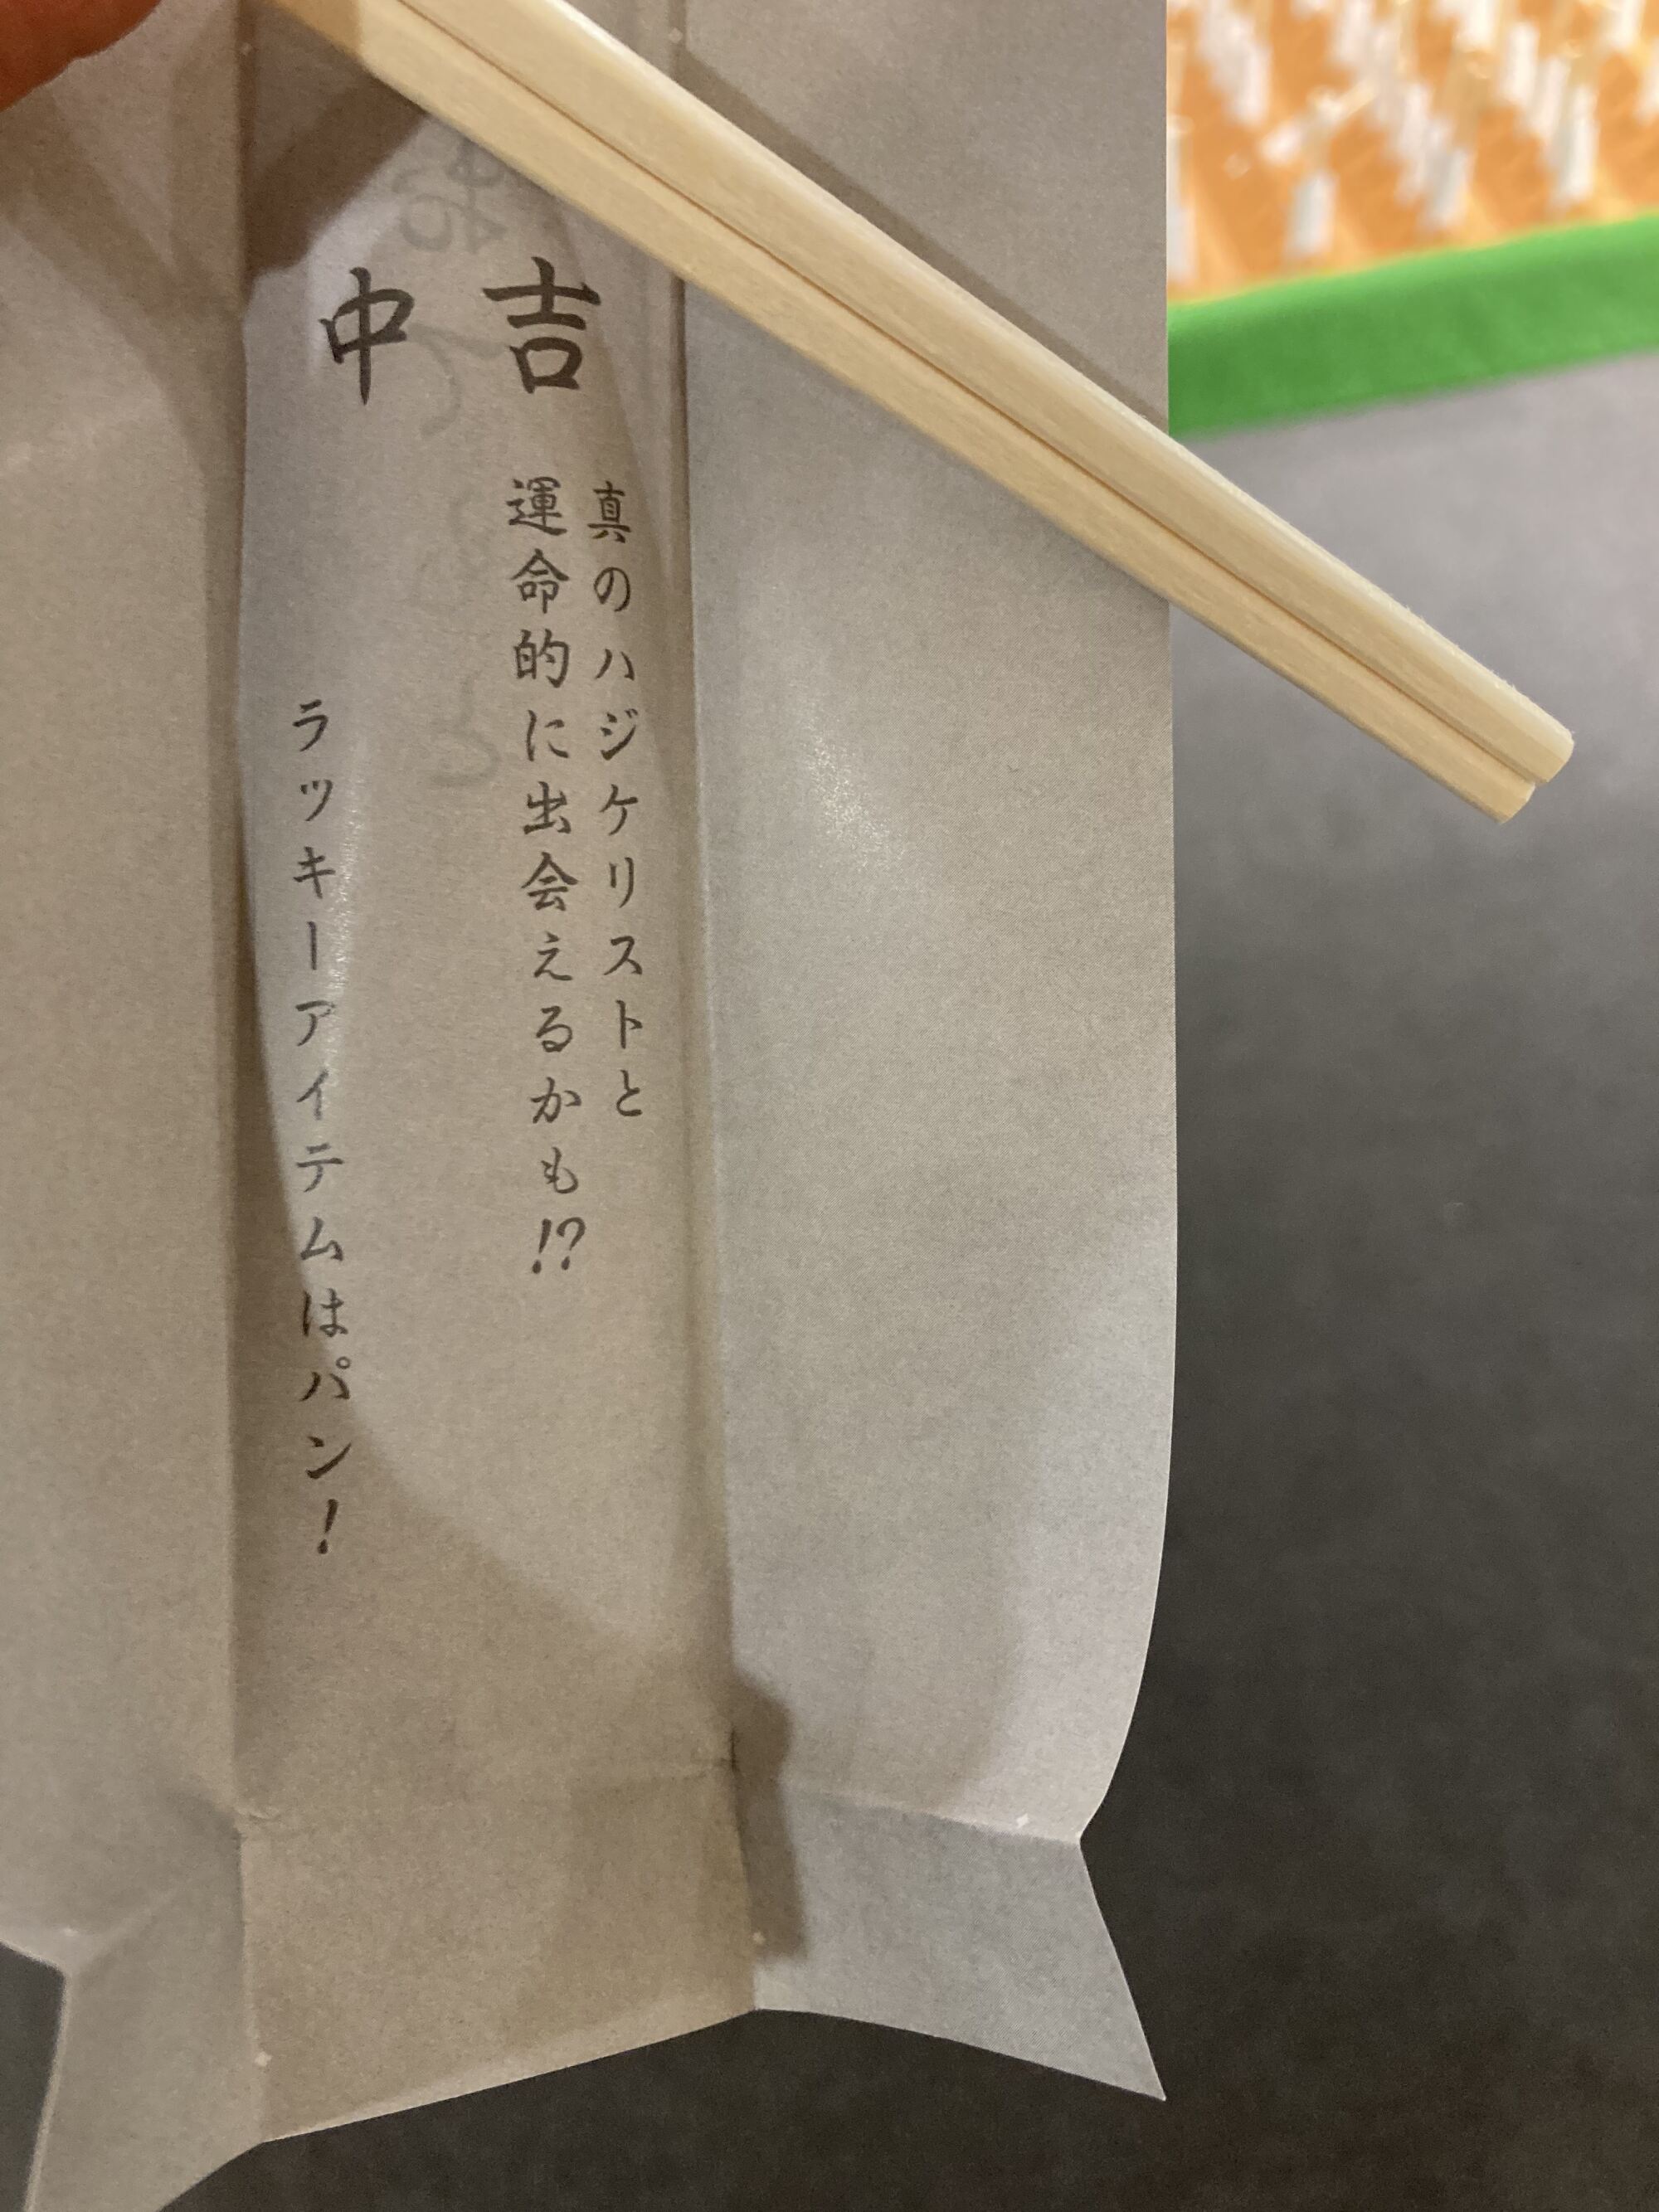 中吉
真のハジケリストと
運命的に出会えるかも!?
ラッキーアイテムはパン!